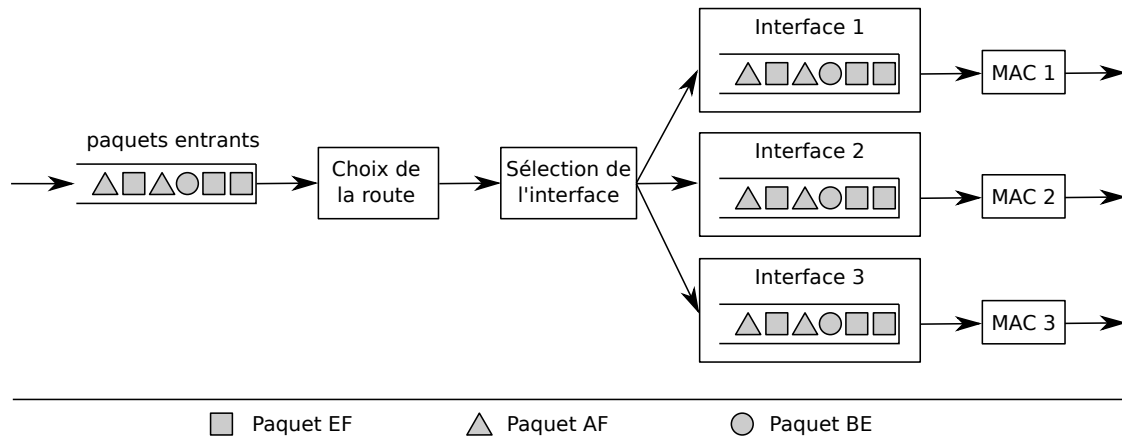 Interface 1
MAC 1
paquets entrants
Choix de
la route
Sélection de
l'interface
Interface 2
MAC 2
Interface 3
MAC 3
Paquet EF
Paquet AF
Paquet BE